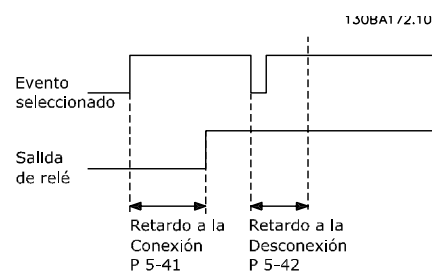 130BA172.10
Evento
seleccionado
Salida
de relé
Retardo a la
Conexión
P 5-41
Retardo a la
Desconexión
P 5-42